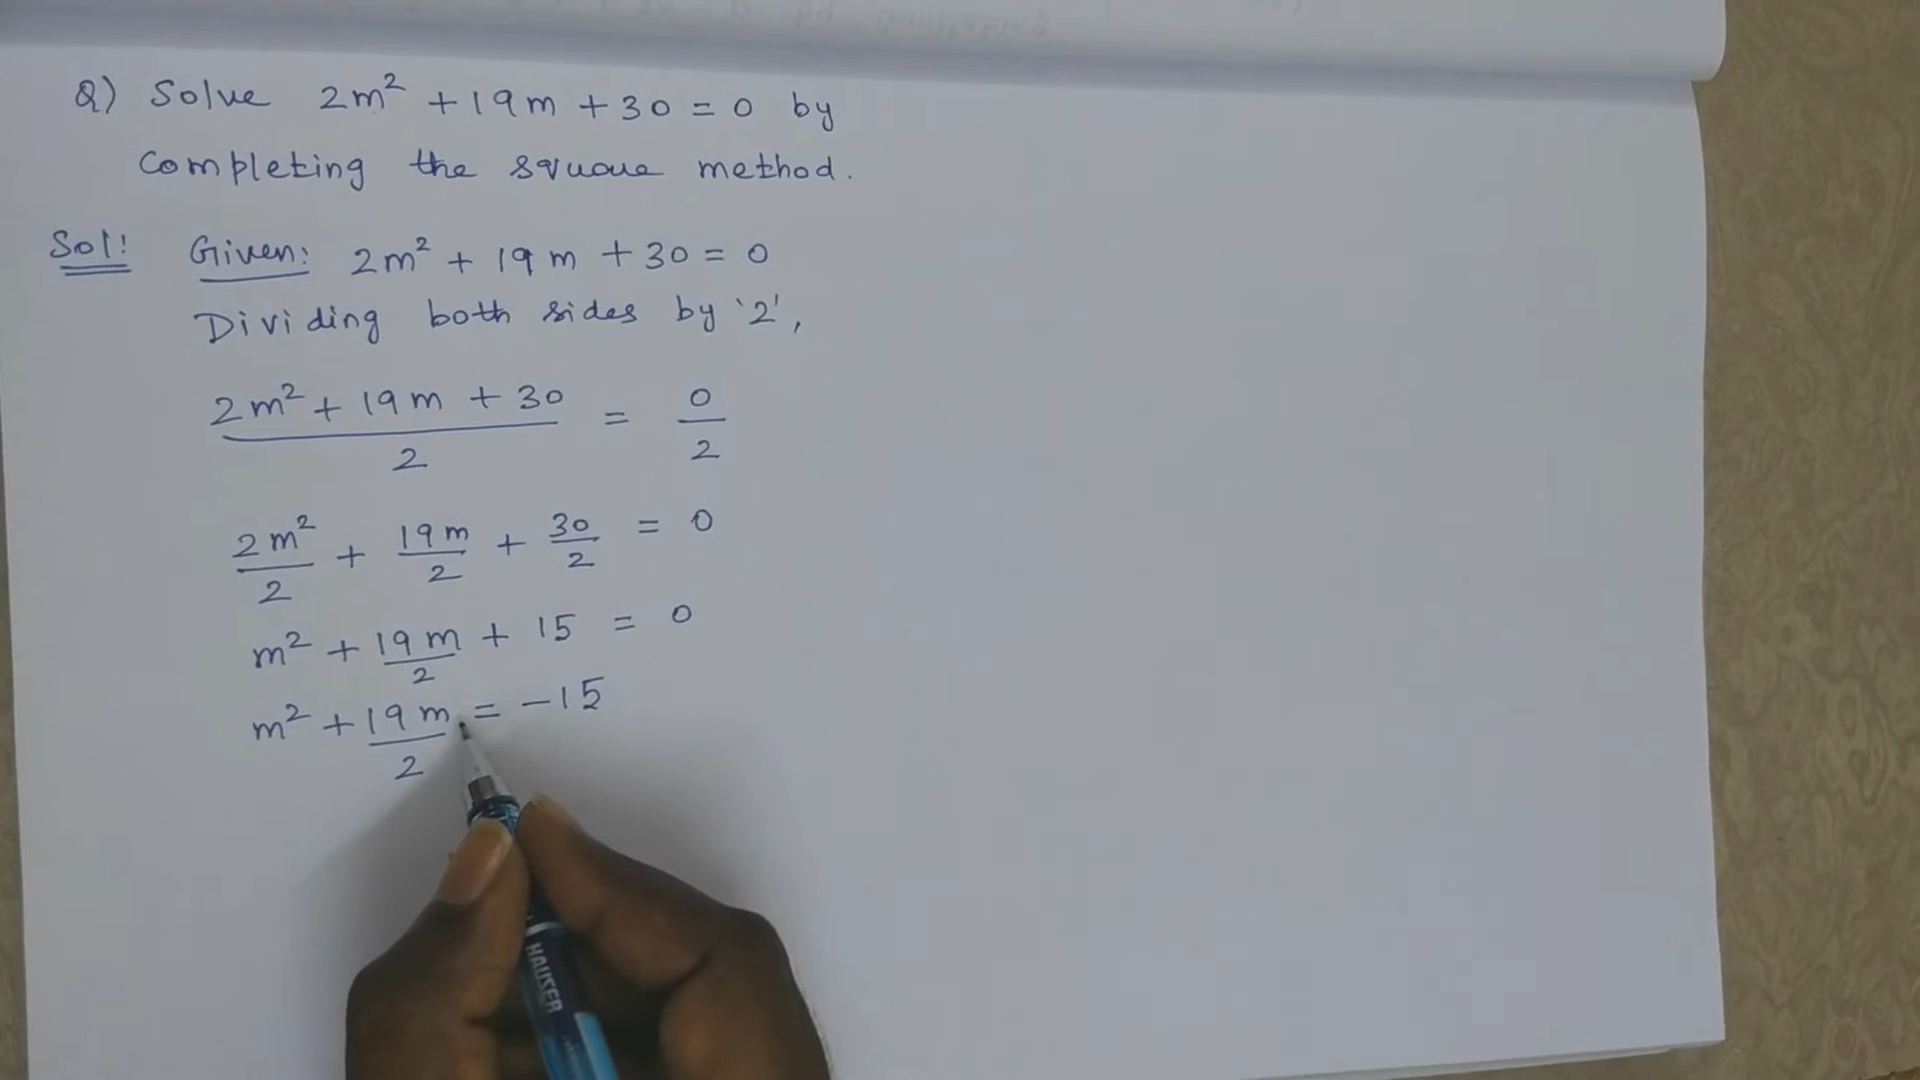 Q) Solve 2m² + 19m + 30 = 0 by
Completing the square method.
Sol! Given: 2m² + 19m + 30 = 0
Dividing both sides by '2',
(2m² + 19m + 30)/2 = 0/2
2m²/2 + 19m/2 + 30/2 = 0
m² + 19m/2 + 15 = 0
m² + 19m/2 = -15
HAUSER